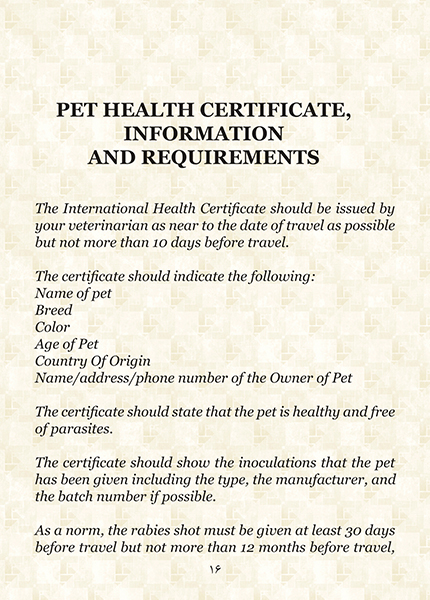 PET HEALTH CERTIFICATE,
INFORMATION
AND REQUIREMENTS
The International Health Certificate should be issued by
your veterinarian as near to the date of travel as possible
but not more than 10 days before travel.
The certificate should indicate the following:
Name of pet
Breed
Color
Age of Pet
Country Of Origin
Name/address/phone number of the Owner of Pet
The certificate should state that the pet is healthy and free
of parasites.
The certificate should show the inoculations that the pet
has been given including the type, the manufacturer, and
the batch number if possible.
As a norm, the rabies shot must be given at least 30 days
before travel but not more than 12 months before travel,
۱۶